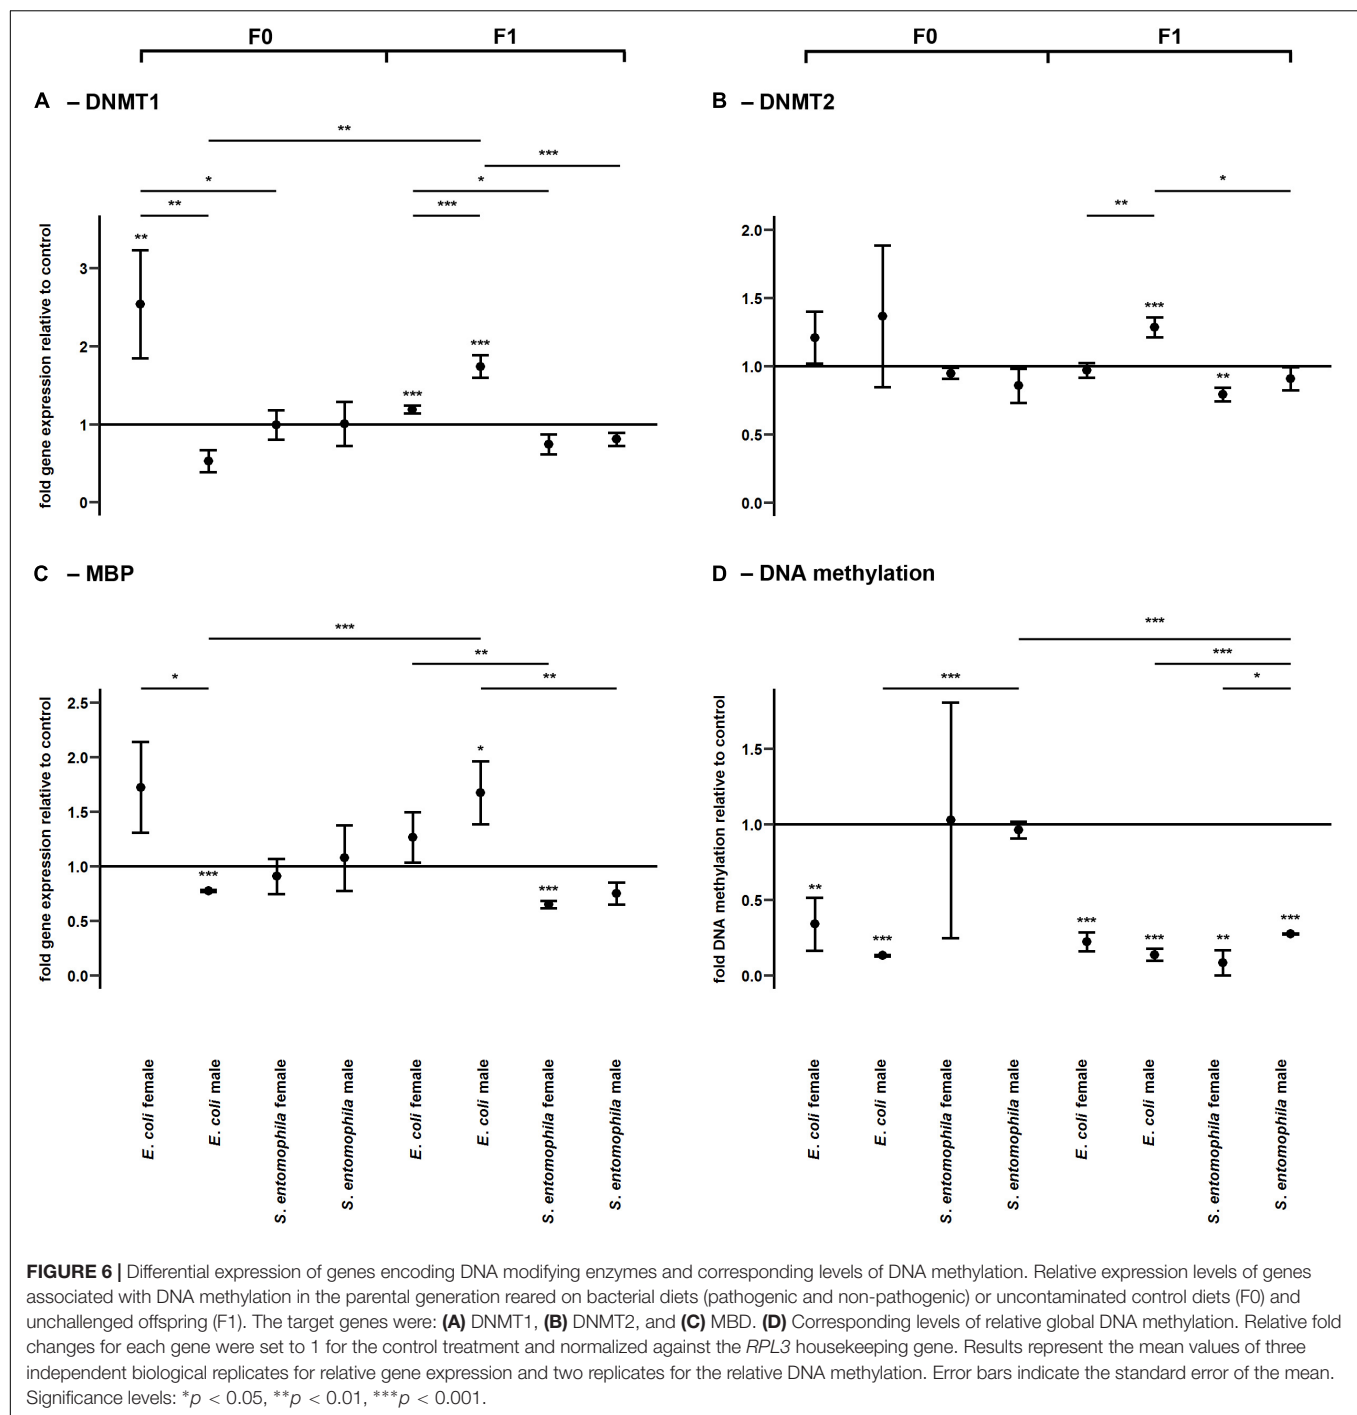 F0 F1 F0 F1
A – DNMT1 B – DNMT2
**
***
* *
** ***
* 
**
fold gene expression relative to control
3
2
1
0
**
***
***
2.0
1.5
1.0
0.5
0.0
***
**
C – MBP D – DNA methylation
***
**
* **
***
***
*** *
fold gene expression relative to control
2.5
2.0
1.5
1.0
0.5
0.0
***
*
***
fold DNA methylation relative to control
1.5
1.0
0.5
0.0
**
***
***
***
**
***
E. coli female
E. coli male
S. entomophila female
S. entomophila male
E. coli female
E. coli male
S. entomophila female
S. entomophila male
E. coli female
E. coli male
S. entomophila female
S. entomophila male
E. coli female
E. coli male
S. entomophila female
S. entomophila male
FIGURE 6 | Differential expression of genes encoding DNA modifying enzymes and corresponding levels of DNA methylation. Relative expression levels of genes
associated with DNA methylation in the parental generation reared on bacterial diets (pathogenic and non-pathogenic) or uncontaminated control diets (F0) and
unchallenged offspring (F1). The target genes were: (A) DNMT1, (B) DNMT2, and (C) MBD. (D) Corresponding levels of relative global DNA methylation. Relative fold
changes for each gene were set to 1 for the control treatment and normalized against the RPL3 housekeeping gene. Results represent the mean values of three
independent biological replicates for relative gene expression and two replicates for the relative DNA methylation. Error bars indicate the standard error of the mean.
Significance levels: *p < 0.05, **p < 0.01, ***p < 0.001.